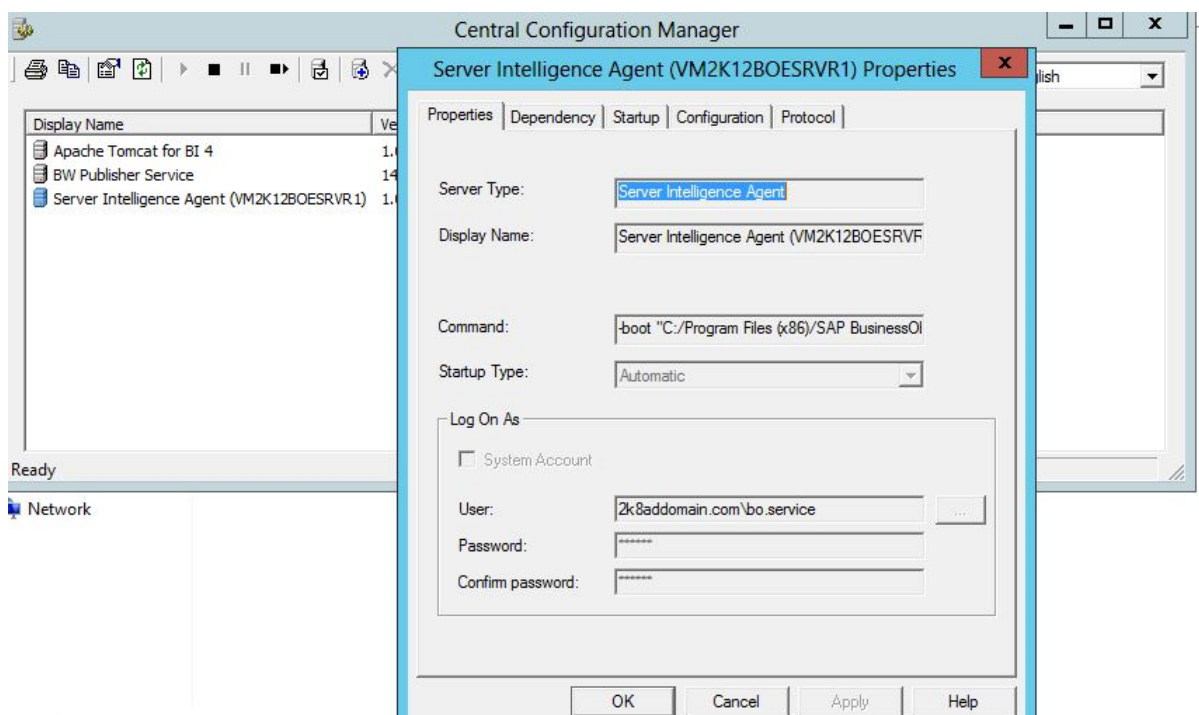 Central Configuration Manager
Server Intelligence Agent (VM2K12BOESRVR1) Properties
lish
Display Name
Ve
Apache Tomcat for BI 4
1.
BW Publisher Service
14
Server Intelligence Agent (VM2K12BOESRVR1)
1.
Ready
Network
Properties
Dependency
Startup
Configuration
Protocol
Server Type:
Server Intelligence Agent
Display Name:
Server Intelligence Agent (VM2K12BOESRVR
Command:
-boot "C:/Program Files (x86)/SAP BusinessOl
Startup Type:
Automatic
Log On As
System Account
User:
2k8addomain.com\bo.service
...
Password:
******
Confirm password:
******
OK
Cancel
Apply
Help